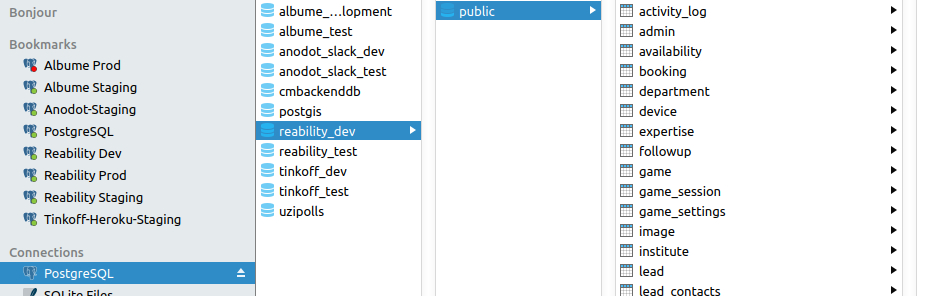 Bonjour
Bookmarks
Albume Prod
Albume Staging
Anodot-Staging
PostgreSQL
Reability Dev
Reability Prod
Reability Staging
Tinkoff-Heroku-Staging
Connections
PostgreSQL
SQLite Files
albume_...lopment
albume_test
anodot_slack_dev
anodot_slack_test
cmbackenddb
postgis
reability_dev
reability_test
tinkoff_dev
tinkoff_test
uzipolls
public
activity_log
admin
availability
booking
department
device
expertise
followup
game
game_session
game_settings
image
institute
lead
lead_contacts